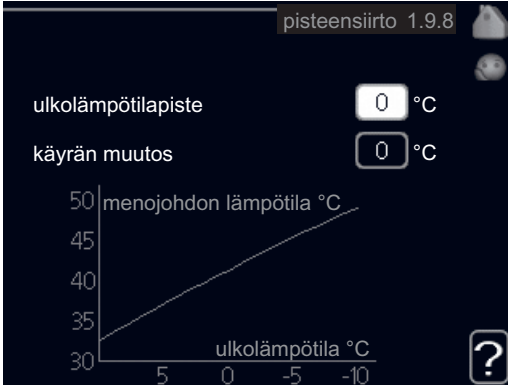 pisteensiirto 1.9.8
ulkolämpötilapiste 0 °C
käyrän muutos 0 °C
50 menojohdon lämpötila °C
45
40
35
30
ulkolämpötila °C
5 0 -5 -10
?